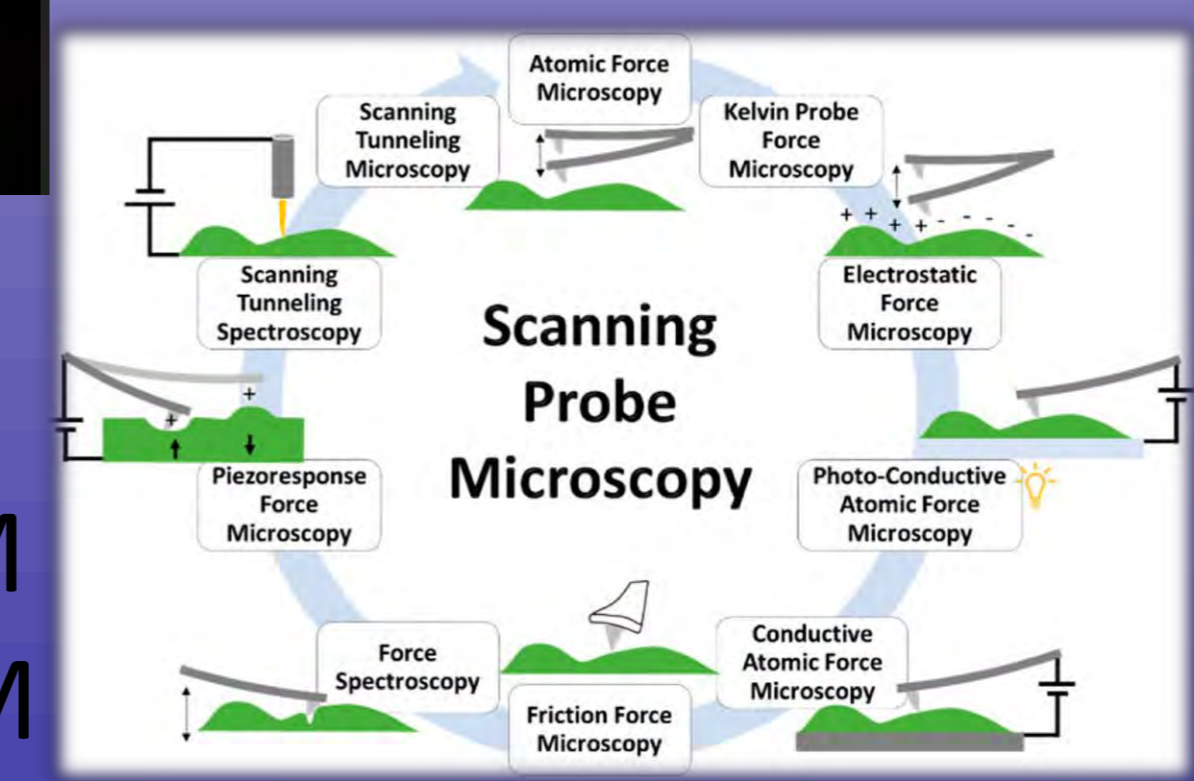 Atomic Force
Microscopy
Scanning
Tunneling
Microscopy
Kelvin Probe
Force
Microscopy
+ + + + - - - - -
Scanning
Tunneling
Spectroscopy
Electrostatic
Force
Microscopy
Scanning
Probe
Microscopy
+
+
Piezoresponse
Force
Microscopy
Photo-Conductive
Atomic Force
Microscopy
M
M
Force
Spectroscopy
Conductive
Atomic Force
Microscopy
Friction Force
Microscopy